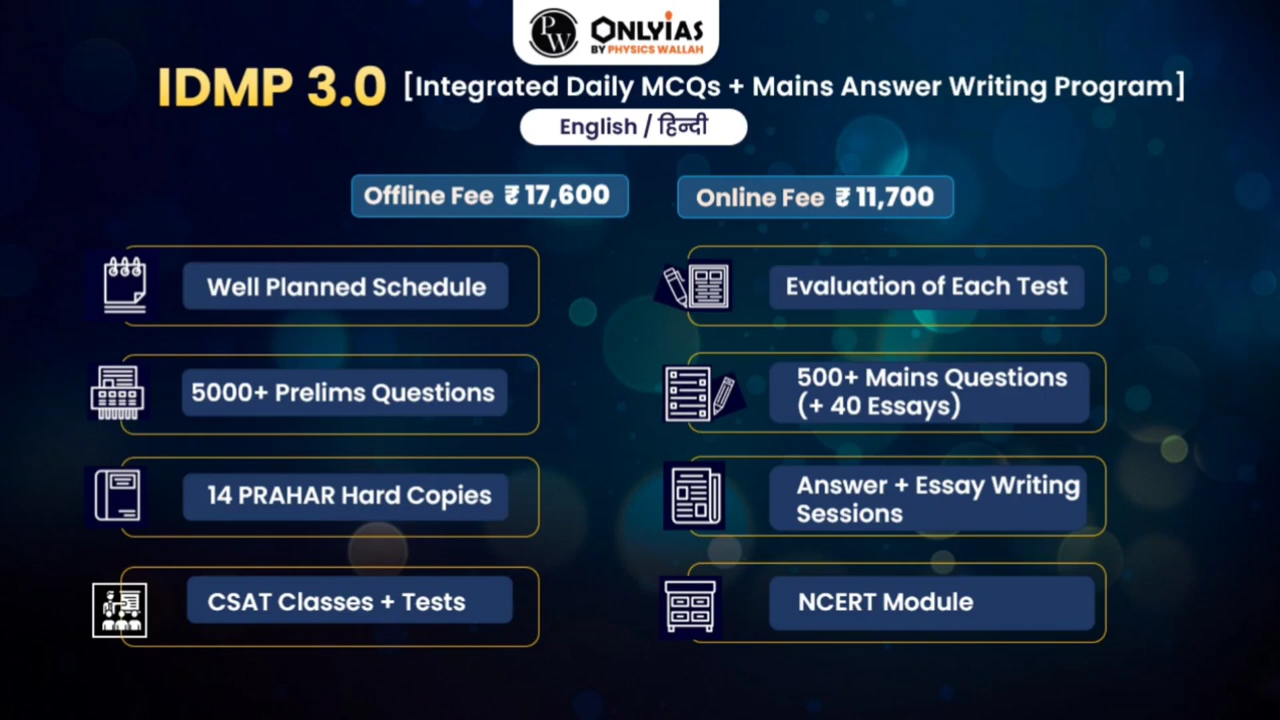 PW ONLYIAS
BY PHYSICS WALLAH
IDMP 3.0 [Integrated Daily MCQs + Mains Answer Writing Program]
English / हिन्दी
Offline Fee ₹ 17,600
Online Fee ₹ 11,700
Well Planned Schedule
Evaluation of Each Test
5000+ Prelims Questions
500+ Mains Questions
(+ 40 Essays)
14 PRAHAR Hard Copies
Answer + Essay Writing
Sessions
CSAT Classes + Tests
NCERT Module